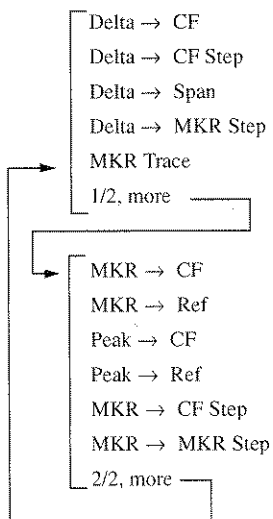 Delta → CF
Delta → CF Step
Delta → Span
Delta → MKR Step
MKR Trace
1/2, more
MKR → CF
MKR → Ref
Peak → CF
Peak → Ref
MKR → CF Step
MKR → MKR Step
2/2, more